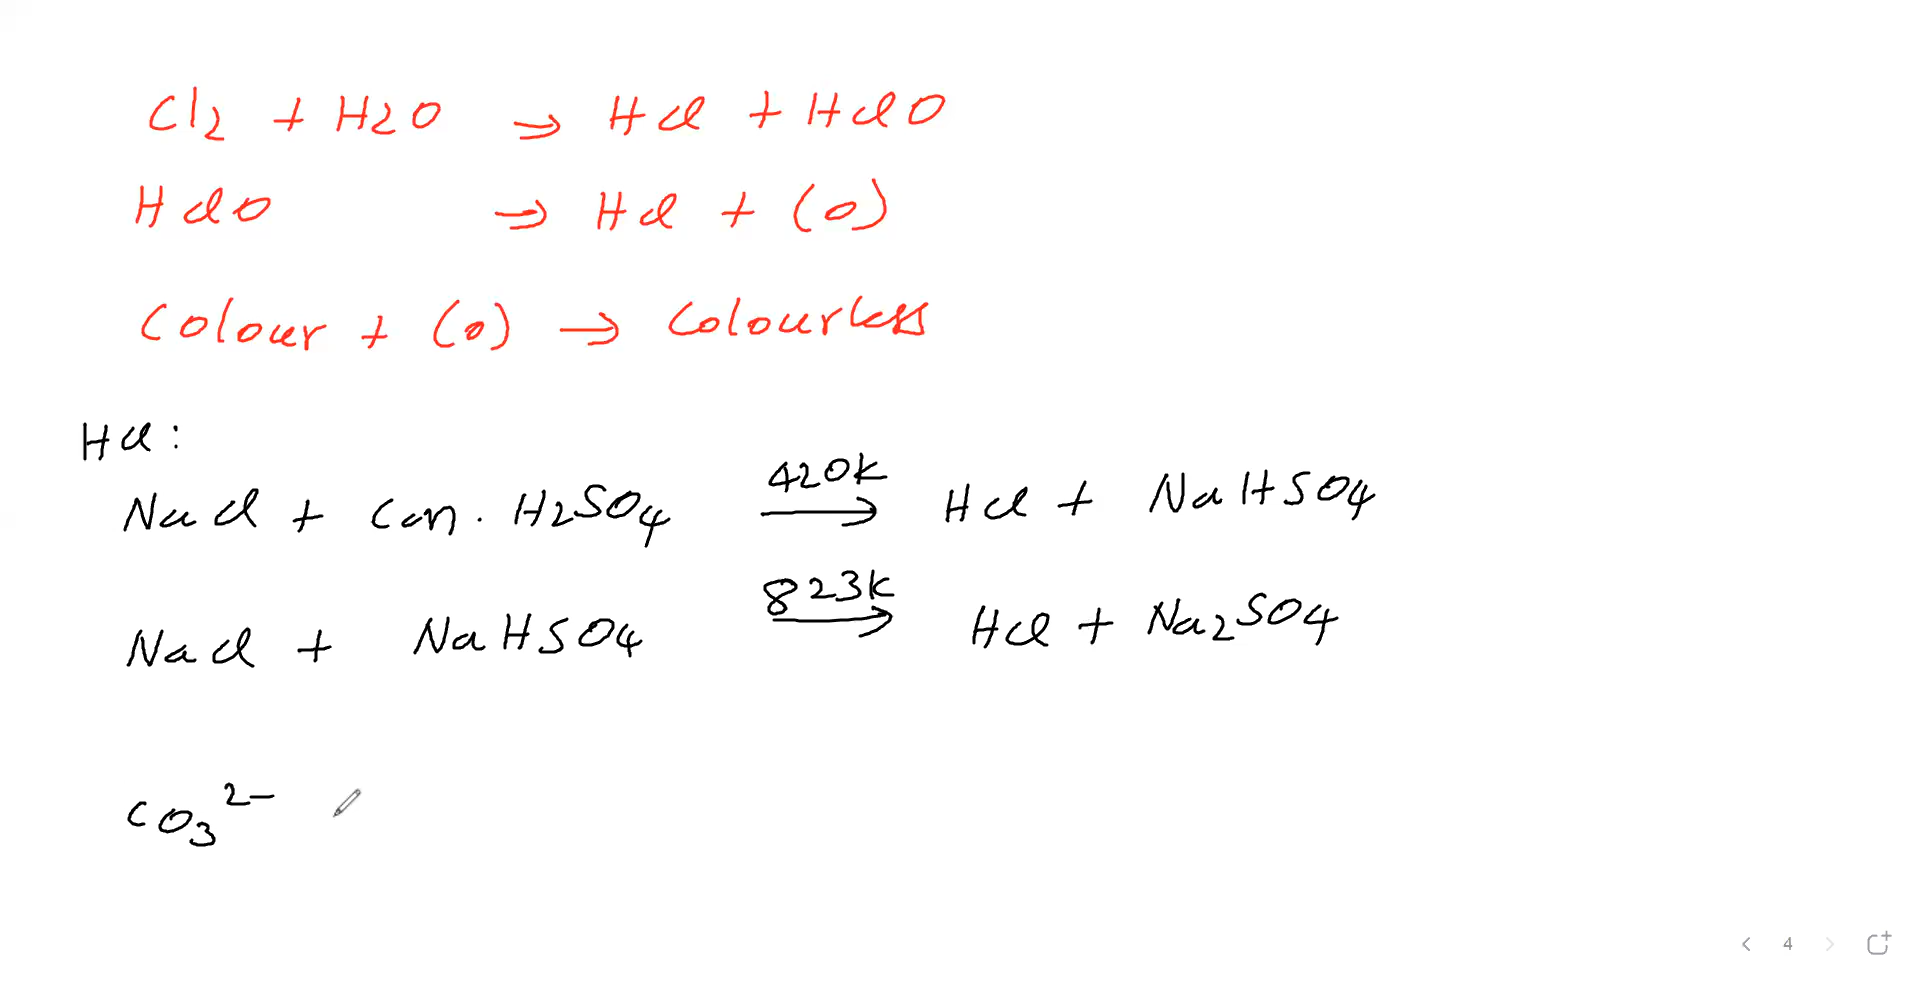 Cl2 + H2O → HCl + HClO
HClO → HCl + (O)
Colour + (O) → Colourless
HCl :
420K
NaCl + Con. H2SO4 → HCl + NaHSO4
823K
NaCl + NaHSO4 → HCl + Na2SO4
CO3 2-
4